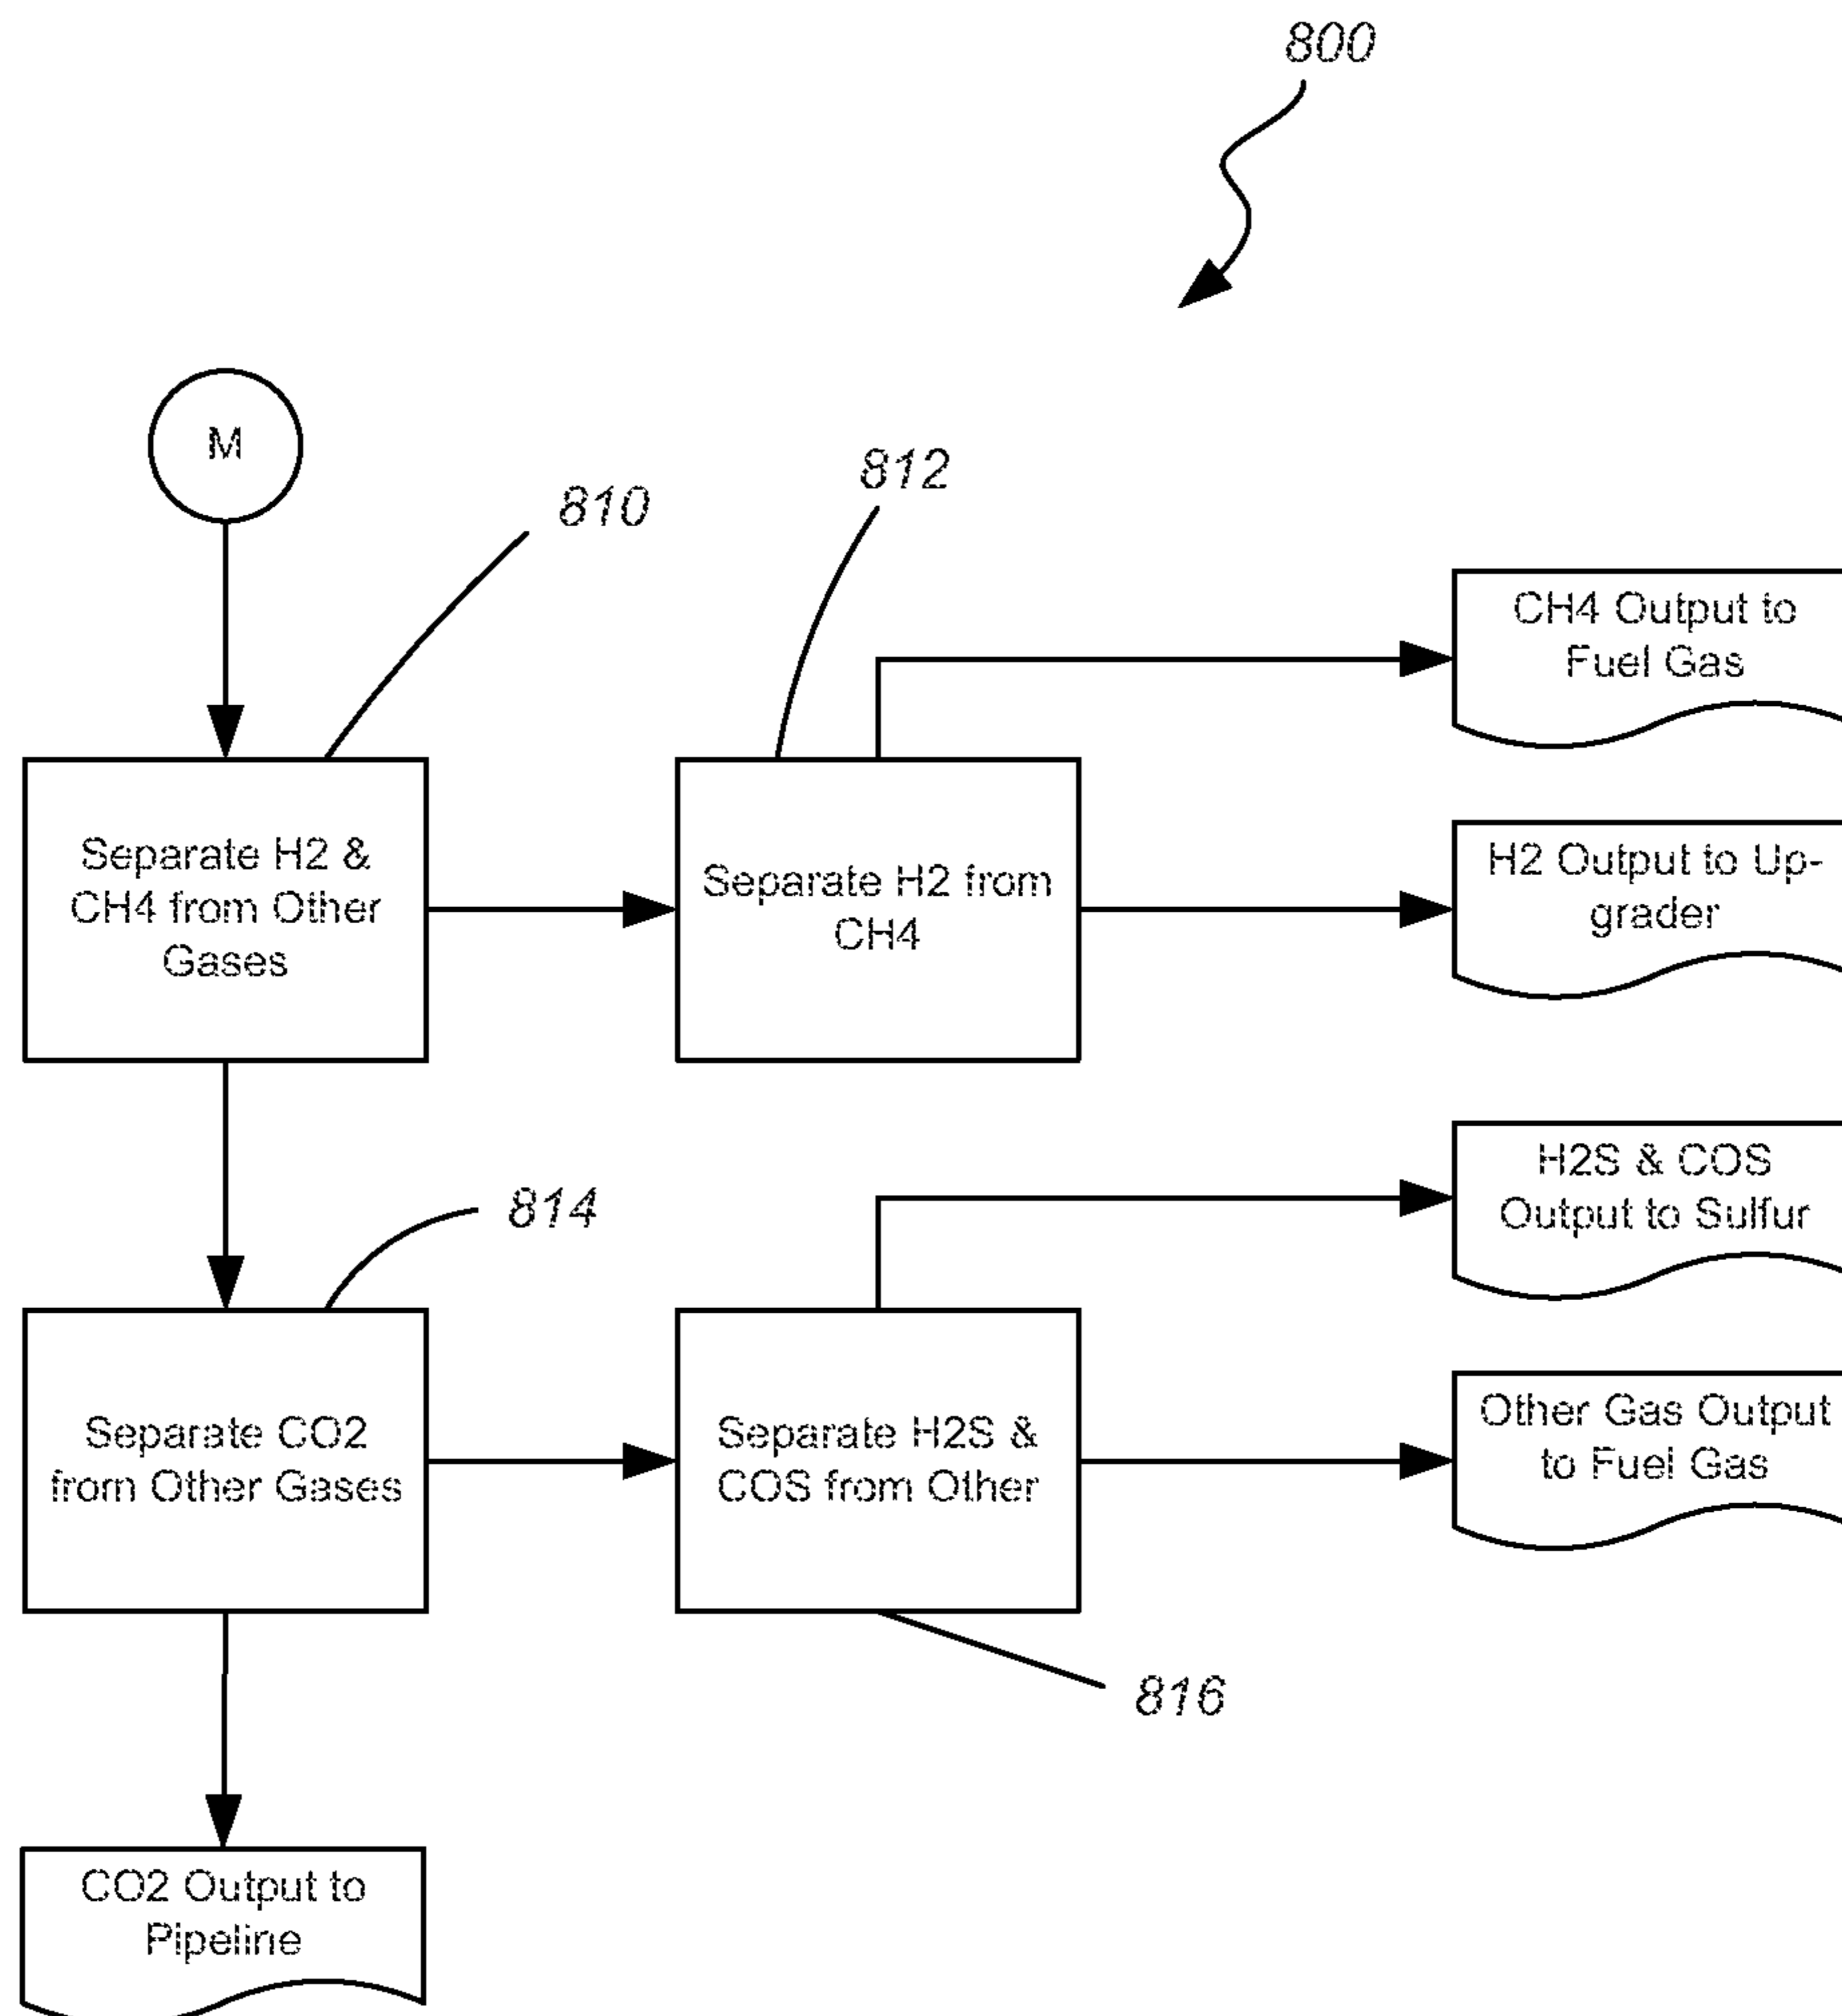 800
M
810
812
CH4 Output to
Fuel Gas
Separate H2 &
CH4 from Other
Gases
Separate H2 from
CH4
H2 Output to Up-
grader
814
H2S & COS
Output to Sulfur
Separate CO2
from Other Gases
Separate H2S &
COS from Other
Other Gas Output
to Fuel Gas
816
CO2 Output to
Pipeline